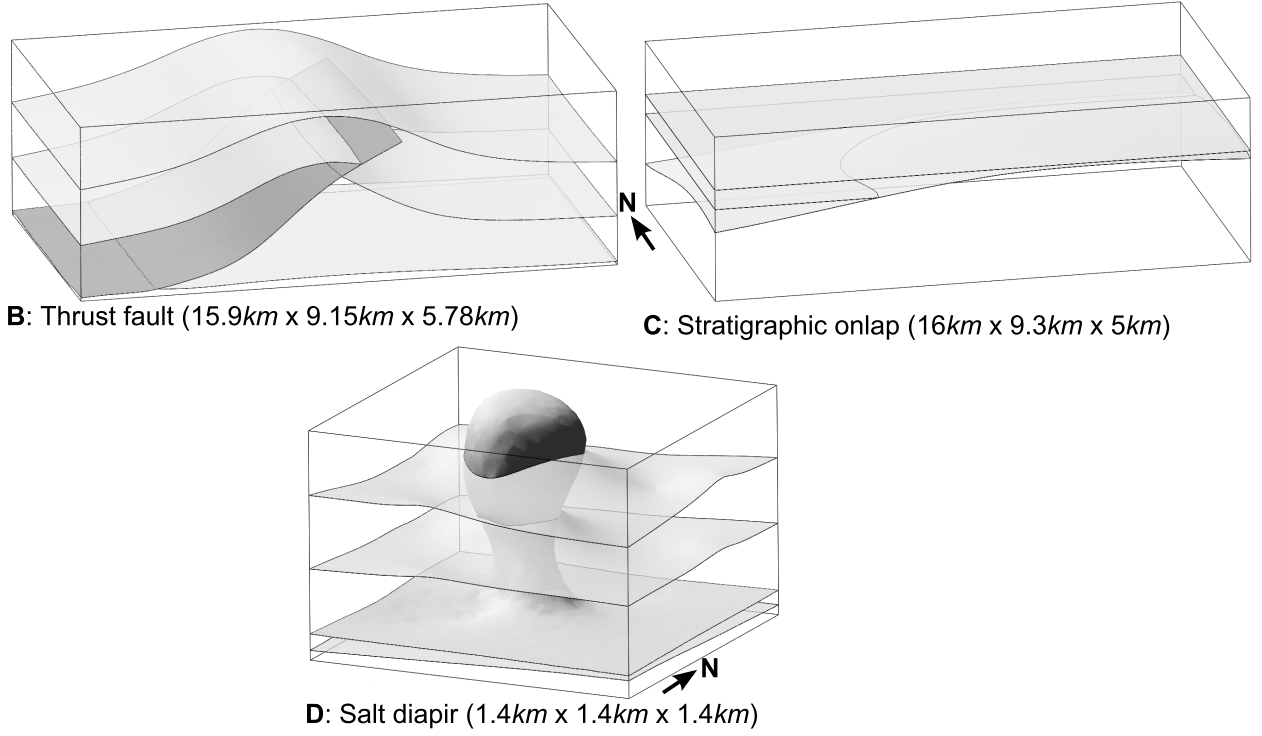 N
B: Thrust fault (15.9km x 9.15km x 5.78km)
C: Stratigraphic onlap (16km x 9.3km x 5km)
N
D: Salt diapir (1.4km x 1.4km x 1.4km)